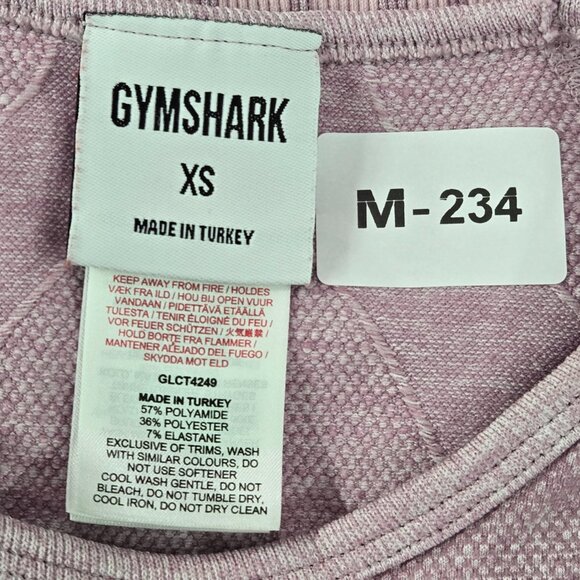 GYMSHARK
XS
MADE IN TURKEY
M-234
KEEP AWAY FROM FIRE / HOLDES
VÆK FRA ILD / HOU BIJ OPEN VUUR
VANDAAN / PIDETTÄVÄ ETÄÄLLÄ
TULESTA / TENIR ÉLOIGNÉ DU FEU /
VOR FEUER SCHÜTZEN / 火気厳禁 /
HOLD BORTE FRA FLAMMER /
MANTENER ALEJADO DEL FUEGO /
SKYDDA MOT ELD
GLCT4249
MADE IN TURKEY
57% POLYAMIDE
36% POLYESTER
7% ELASTANE
EXCLUSIVE OF TRIMS, WASH
WITH SIMILAR COLOURS, DO
NOT USE SOFTENER
COOL WASH GENTLE, DO NOT
BLEACH, DO NOT TUMBLE DRY,
COOL IRON, DO NOT DRY CLEAN